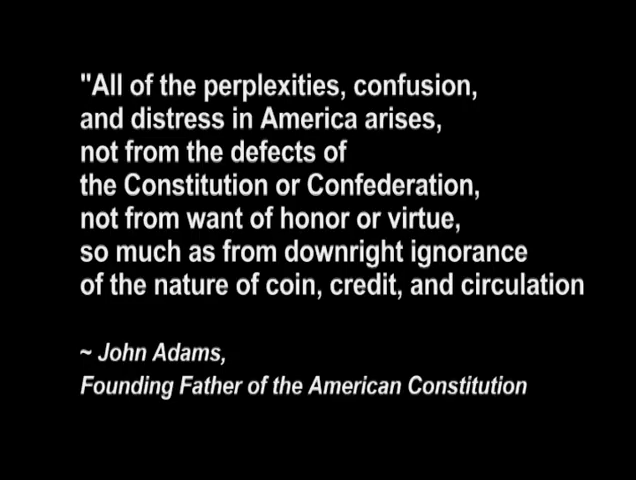 "All of the perplexities, confusion,
and distress in America arises,
not from the defects of
the Constitution or Confederation,
not from want of honor or virtue,
so much as from downright ignorance
of the nature of coin, credit, and circulation
~ John Adams,
Founding Father of the American Constitution